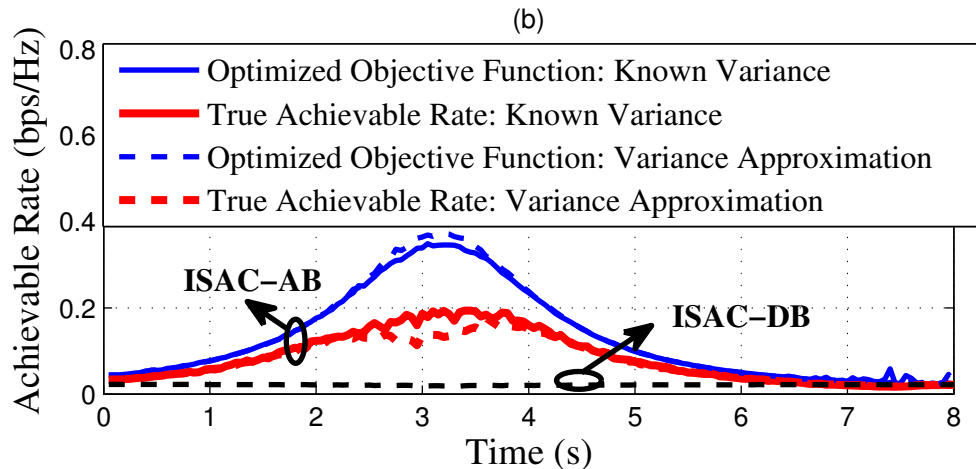 (b)
Achievable Rate (bps/Hz)
0.8
0.6
0.4
0.2
0
Optimized Objective Function: Known Variance
True Achievable Rate: Known Variance
Optimized Objective Function: Variance Approximation
True Achievable Rate: Variance Approximation
ISAC−AB
ISAC−DB
0 1 2 3 4 5 6 7 8
Time (s)